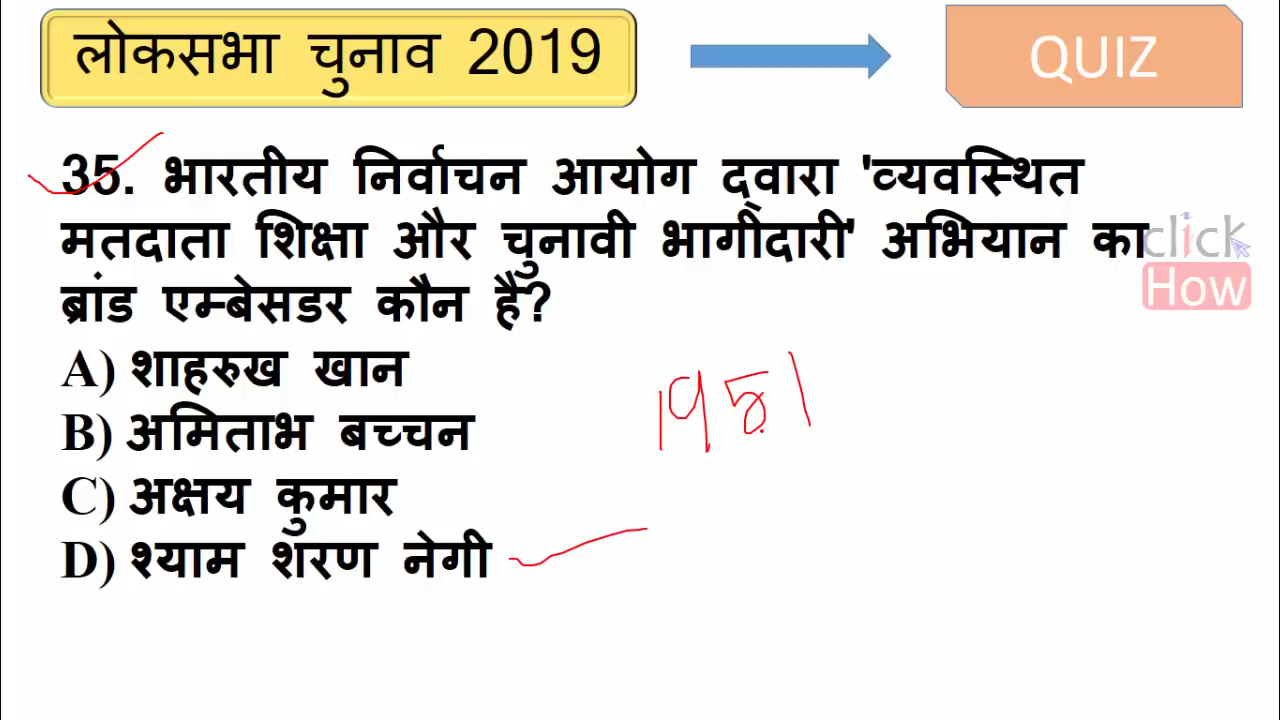 लोकसभा चुनाव 2019
QUIZ
35. भारतीय निर्वाचन आयोग द्वारा 'व्यवस्थित
मतदाता शिक्षा और चुनावी भागीदारी' अभियान का
ब्रांड एम्बेसडर कौन है?
click
How
A) शाहरुख खान
B) अमिताभ बच्चन
1951
C) अक्षय कुमार
D) श्याम शरण नेगी